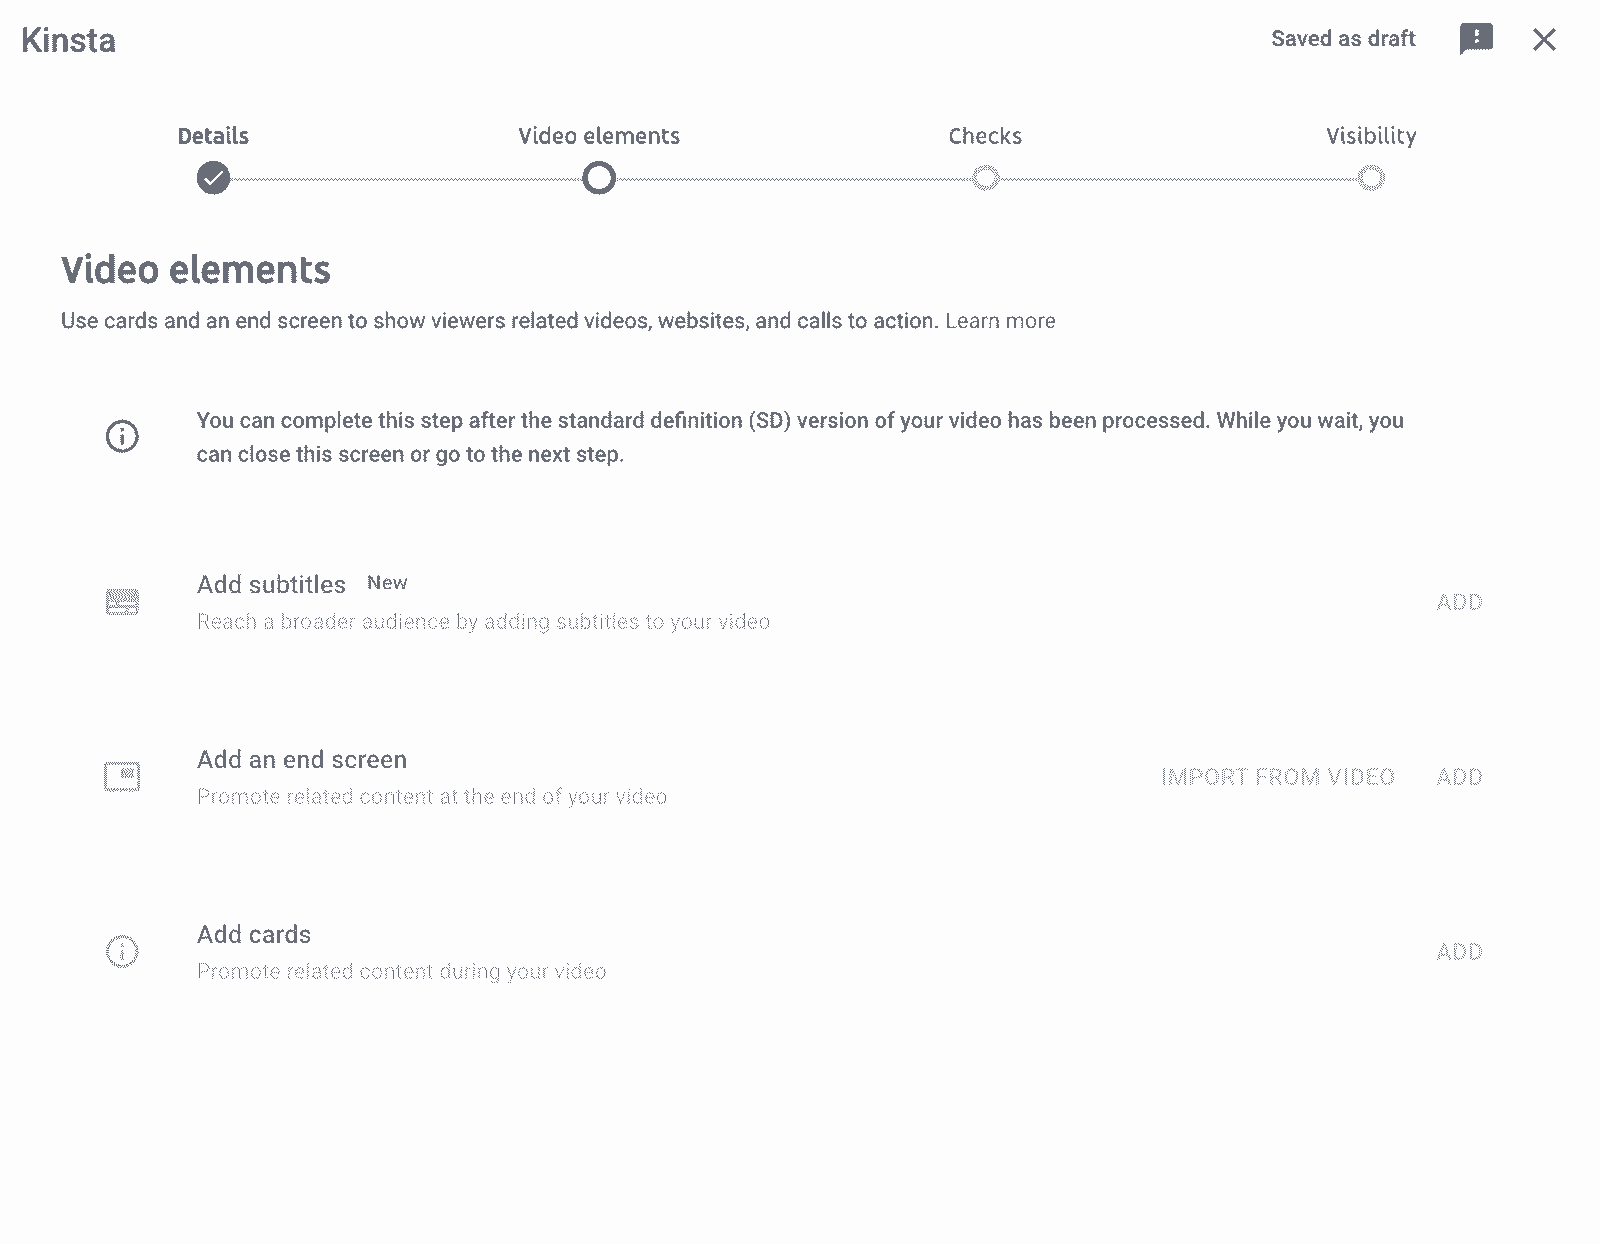 Kinsta
Saved as draft
Details
Video elements
Checks
Visibility
Video elements
Use cards and an end screen to show viewers related videos, websites, and calls to action. Learn more
You can complete this step after the standard definition (SD) version of your video has been processed. While you wait, you
can close this screen or go to the next step.
Add subtitles New
Reach a broader audience by adding subtitles to your video
ADD
Add an end screen
Promote related content at the end of your video
IMPORT FROM VIDEO ADD
Add cards
Promote related content during your video
ADD